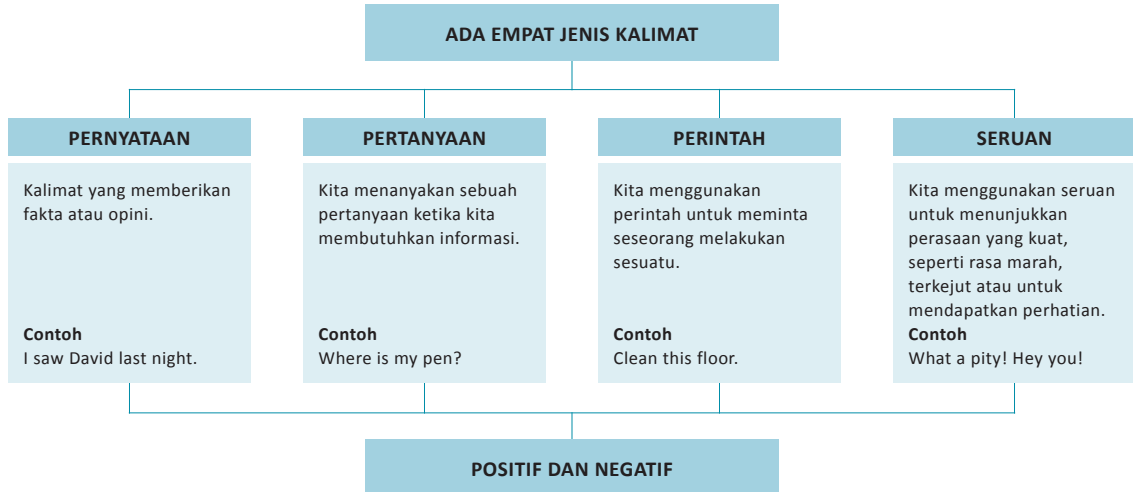 ADA EMPAT JENIS KALIMAT
PERNYATAAN
Kalimat yang memberikan
fakta atau opini.
Contoh
I saw David last night.
PERTANYAAN
Kita menanyakan sebuah
pertanyaan ketika kita
membutuhkan informasi.
Contoh
Where is my pen?
PERINTAH
Kita menggunakan
perintah untuk meminta
seseorang melakukan
sesuatu.
Contoh
Clean this floor.
SERUAN
Kita menggunakan seruan
untuk menunjukkan
perasaan yang kuat,
seperti rasa marah,
terkejut atau untuk
mendapatkan perhatian.
Contoh
What a pity! Hey you!
POSITIF DAN NEGATIF